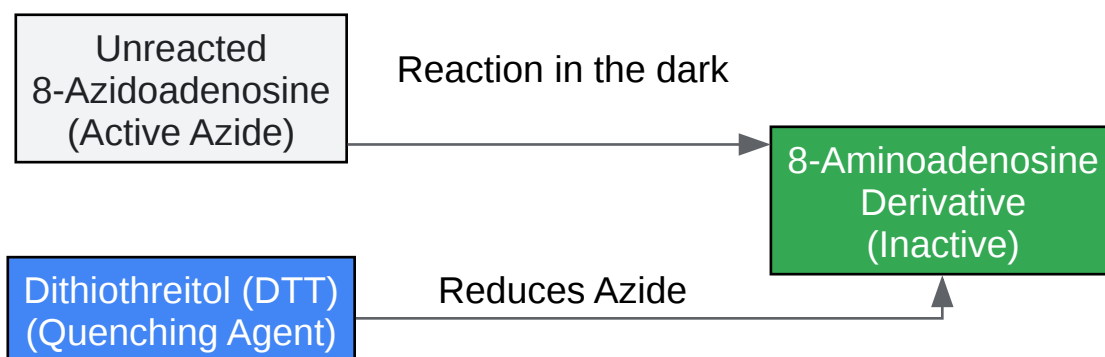 Unreacted
8-Azidoadenosine
(Active Azide)
Reaction in the dark
8-Aminoadenosine
Derivative
(Inactive)
Dithiothreitol (DTT)
(Quenching Agent)
Reduces Azide